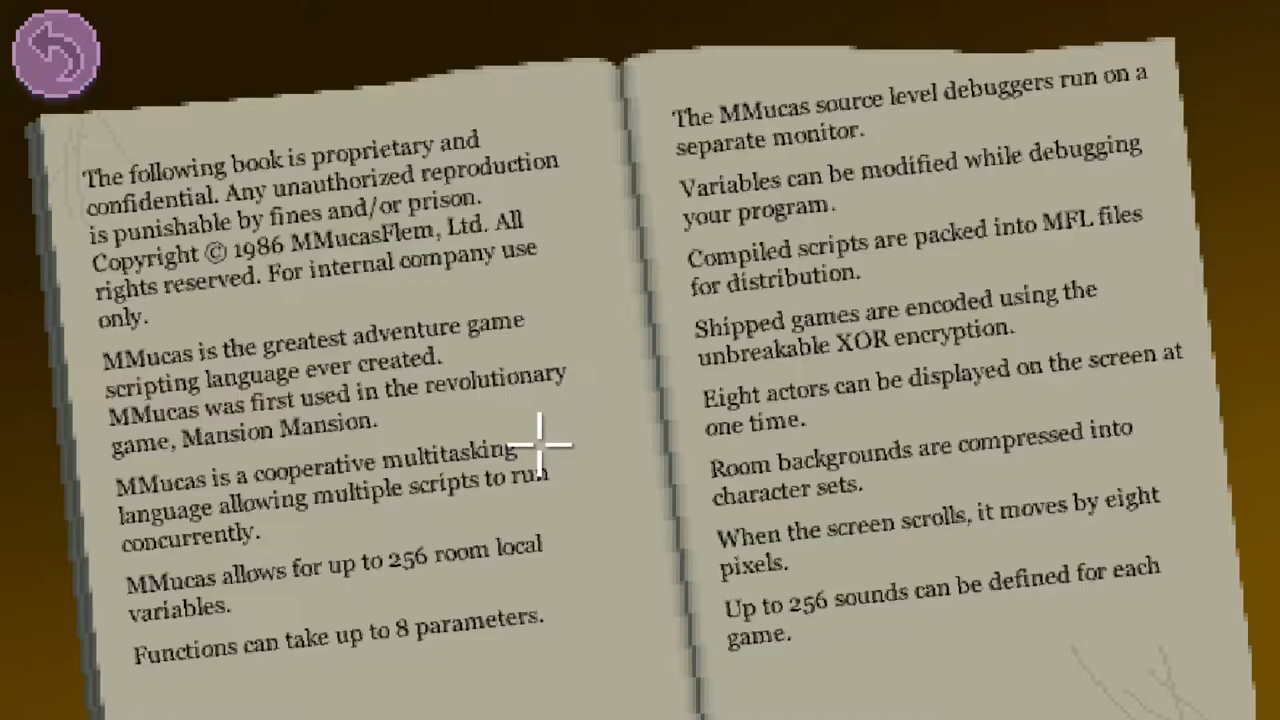 The following book is proprietary and
confidential. Any unauthorized reproduction
is punishable by fines and/or prison.
Copyright © 1986 MMucasFlem, Ltd. All
rights reserved. For internal company use
only.
MMucas is the greatest adventure game
scripting language ever created.
MMucas was first used in the revolutionary
game, Mansion Mansion.
MMucas is a cooperative multitasking
language allowing multiple scripts to run
concurrently.
MMucas allows for up to 256 room local
variables.
Functions can take up to 8 parameters.
The MMucas source level debuggers run on a
separate monitor.
Variables can be modified while debugging
your program.
Compiled scripts are packed into MFL files
for distribution.
Shipped games are encoded using the
unbreakable XOR encryption.
Eight actors can be displayed on the screen at
one time.
Room backgrounds are compressed into
character sets.
When the screen scrolls, it moves by eight
pixels.
Up to 256 sounds can be defined for each
game.